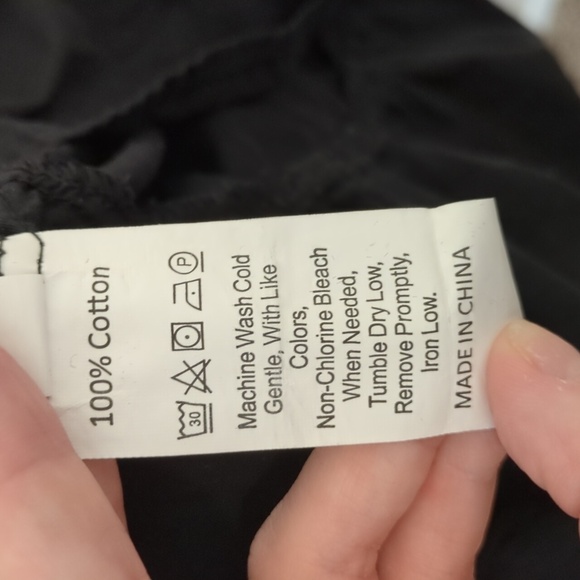 100% Cotton
30 P
Machine Wash Cold
Gentle, With Like
Colors,
Non-Chlorine Bleach
When Needed,
Tumble Dry Low,
Remove Promptly,
Iron Low.
MADE IN CHINA